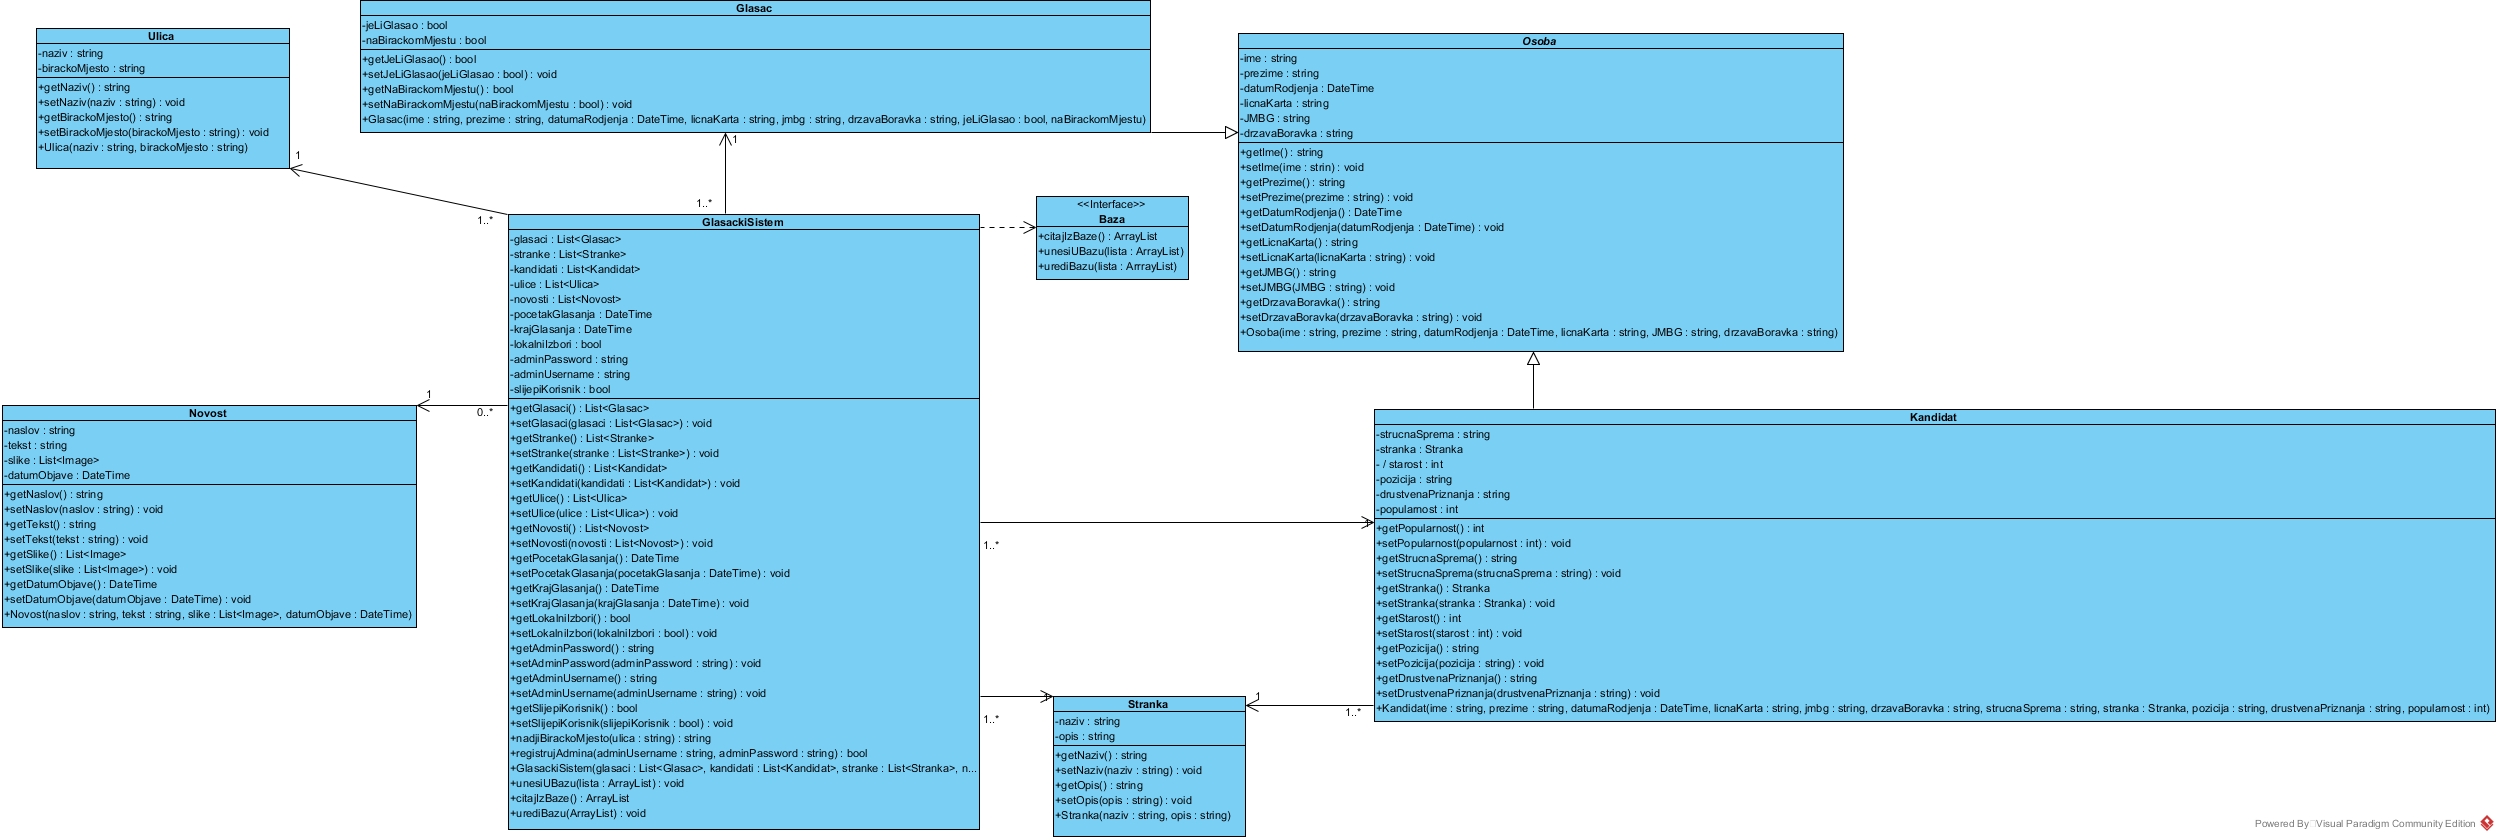 Ulica
-naziv : string
-birackoMjesto : string
+getNaziv() : string
+setNaziv(naziv : string) : void
+getBirackoMjesto() : string
+setBirackoMjesto(birackoMjesto : string) : void
+Ulica(naziv : string, birackoMjesto : string)
1
1..*
Glasac
-jeLiGlasao : bool
-naBirackomMjestu : bool
+getJeLiGlasao() : bool
+setJeLiGlasao(jeLiGlasao : bool) : void
+getNaBirackomMjestu() : bool
+setNaBirackomMjestu(naBirackomMjestu : bool) : void
+Glasac(ime : string, prezime : string, datumaRodjenja : DateTime, licnaKarta : string, jmbg : string, drzavaBoravka : string, jeLiGlasao : bool, naBirackomMjestu)
1
1..*
Osoba
-ime : string
-prezime : string
-datumRodjenja : DateTime
-licnaKarta : string
-JMBG : string
-drzavaBoravka : string
+getIme() : string
+setIme(ime : strin) : void
+getPrezime() : string
+setPrezime(prezime : string) : void
+getDatumRodjenja() : DateTime
+setDatumRodjenja(datumRodjenja : DateTime) : void
+getLicnaKarta() : string
+setLicnaKarta(licnaKarta : string) : void
+getJMBG() : string
+setJMBG(JMBG : string) : void
+getDrzavaBoravka() : string
+setDrzavaBoravka(drzavaBoravka : string) : void
+Osoba(ime : string, prezime : string, datumRodjenja : DateTime, licnaKarta : string, JMBG : string, drzavaBoravka : string)
<<Interface>>
Baza
+citajIzBaze() : ArrayList
+unesiUBazu(lista : ArrayList)
+urediBazu(lista : ArrrayList)
GlasackiSistem
-glasaci : List<Glasac>
-stranke : List<Stranke>
-kandidati : List<Kandidat>
-ulice : List<Ulica>
-novosti : List<Novost>
-pocetakGlasanja : DateTime
-krajGlasanja : DateTime
-lokalniIzbori : bool
-adminPassword : string
-adminUsername : string
-slijepiKorisnik : bool
+getGlasaci() : List<Glasac>
+setGlasaci(glasaci : List<Glasac>) : void
+getStranke() : List<Stranke>
+setStranke(stranke : List<Stranke>) : void
+getKandidati() : List<Kandidat>
+setKandidati(kandidati : List<Kandidat>) : void
+getUlice() : List<Ulica>
+setUlice(ulice : List<Ulica>) : void
+getNovosti() : List<Novost>
+setNovosti(novosti : List<Novost>) : void
+getPocetakGlasanja() : DateTime
+setPocetakGlasanja(pocetakGlasanja : DateTime) : void
+getKrajGlasanja() : DateTime
+setKrajGlasanja(krajGlasanja : DateTime) : void
+getLokalniIzbori() : bool
+setLokalniIzbori(lokalniIzbori : bool) : void
+getAdminPassword() : string
+setAdminPassword(adminPassword : string) : void
+getAdminUsername() : string
+setAdminUsername(adminUsername : string) : void
+getSlijepiKorisnik() : bool
+setSlijepiKorisnik(slijepiKorisnik : bool) : void
+nadjiBirackoMjesto(ulica : string) : string
+registrujAdmina(adminUsername : string, adminPassword : string) : bool
+GlasackiSistem(glasaci : List<Glasac>, kandidati : List<Kandidat>, stranke : List<Stranka>, n...
+unesiUBazu(lista : ArrayList) : void
+citajIzBaze() : ArrayList
+urediBazu(ArrayList) : void
1
0..*
Novost
-naslov : string
-tekst : string
-slike : List<Image>
-datumObjave : DateTime
+getNaslov() : string
+setNaslov(naslov : string) : void
+getTekst() : string
+setTekst(tekst : string) : void
+getSlike() : List<Image>
+setSlike(slike : List<Image>) : void
+getDatumObjave() : DateTime
+setDatumObjave(datumObjave : DateTime) : void
+Novost(naslov : string, tekst : string, slike : List<Image>, datumObjave : DateTime)
1..*
1
Kandidat
-strucnaSprema : string
-stranka : Stranka
- / starost : int
-pozicija : string
-drustvenaPriznanja : string
-popularnost : int
+getPopularnost() : int
+setPopularnost(popularnost : int) : void
+getStrucnaSprema() : string
+setStrucnaSprema(strucnaSprema : string) : void
+getStranka() : Stranka
+setStranka(stranka : Stranka) : void
+getStarost() : int
+setStarost(starost : int) : void
+getPozicija() : string
+setPozicija(pozicija : string) : void
+getDrustvenaPriznanja() : string
+setDrustvenaPriznanja(drustvenaPriznanja : string) : void
+Kandidat(ime : string, prezime : string, datumaRodjenja : DateTime, licnaKarta : string, jmbg : string, drzavaBoravka : string, strucnaSprema : string, stranka : Stranka, pozicija : string, drustvenaPriznanja : string, popularnost : int)
1..*
1
1
1..*
Stranka
-naziv : string
-opis : string
+getNaziv() : string
+setNaziv(naziv : string) : void
+getOpis() : string
+setOpis(opis : string) : void
+Stranka(naziv : string, opis : string)
Powered By Visual Paradigm Community Edition